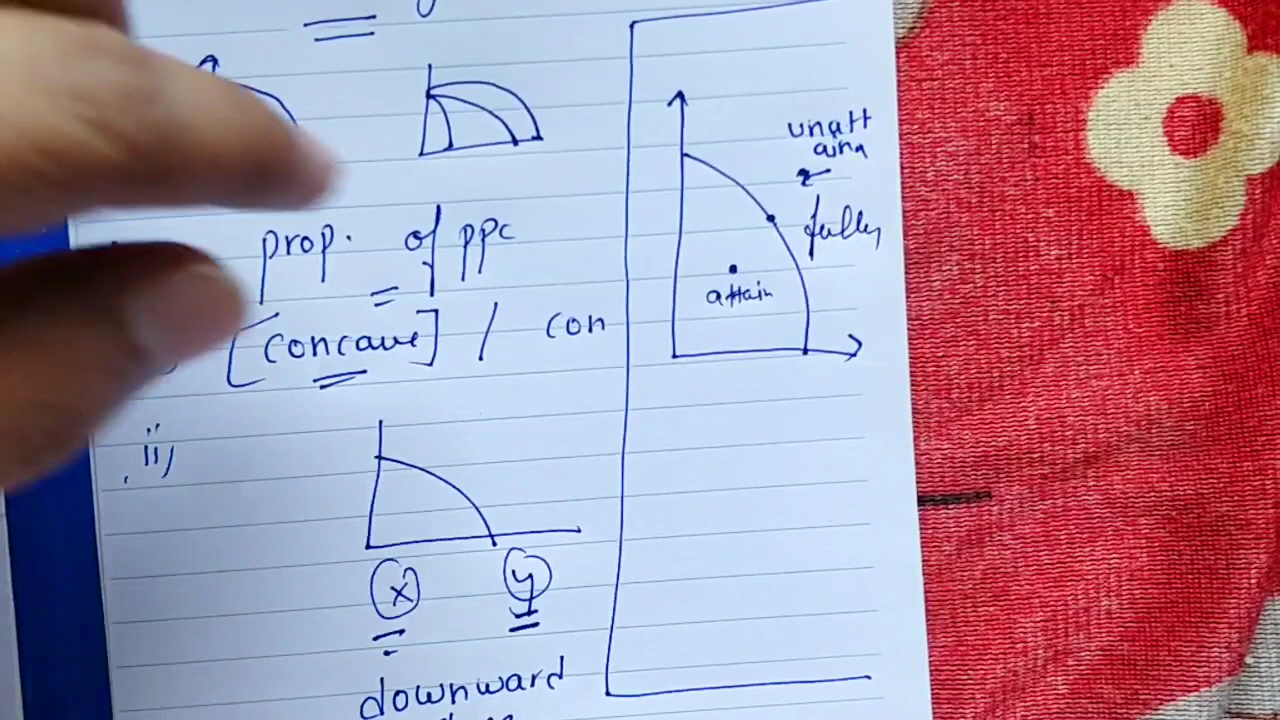 prop. of ppc
[concave] / con
ii)
x y
downward
unatt
aina
fully
attain